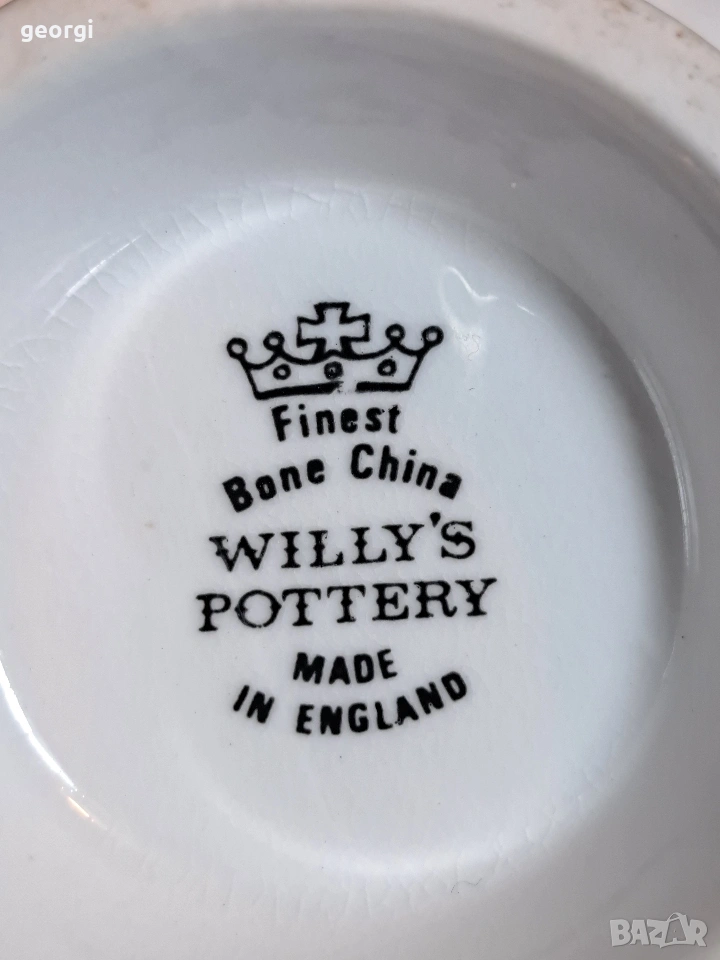 georgi
Finest
Bone China
WILLY'S
POTTERY
MADE
IN ENGLAND
BAZAR